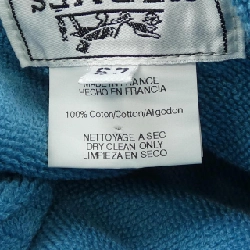 MADE IN FRANCE
HECHO EN FRANCIA
100% Coton/Cotton/Algodon
NETTOYAGE A SEC
DRY CLEAN ONLY
LIMPIEZA EN SECO